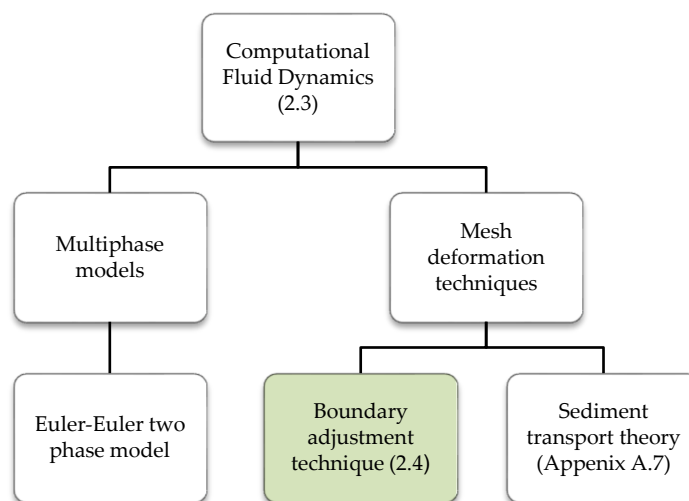 Computational
Fluid Dynamics
(2.3)
Multiphase
models
Mesh
deformation
techniques
Euler-Euler two
phase model
Boundary
adjustment
technique (2.4)
Sediment
transport theory
(Appenix A.7)